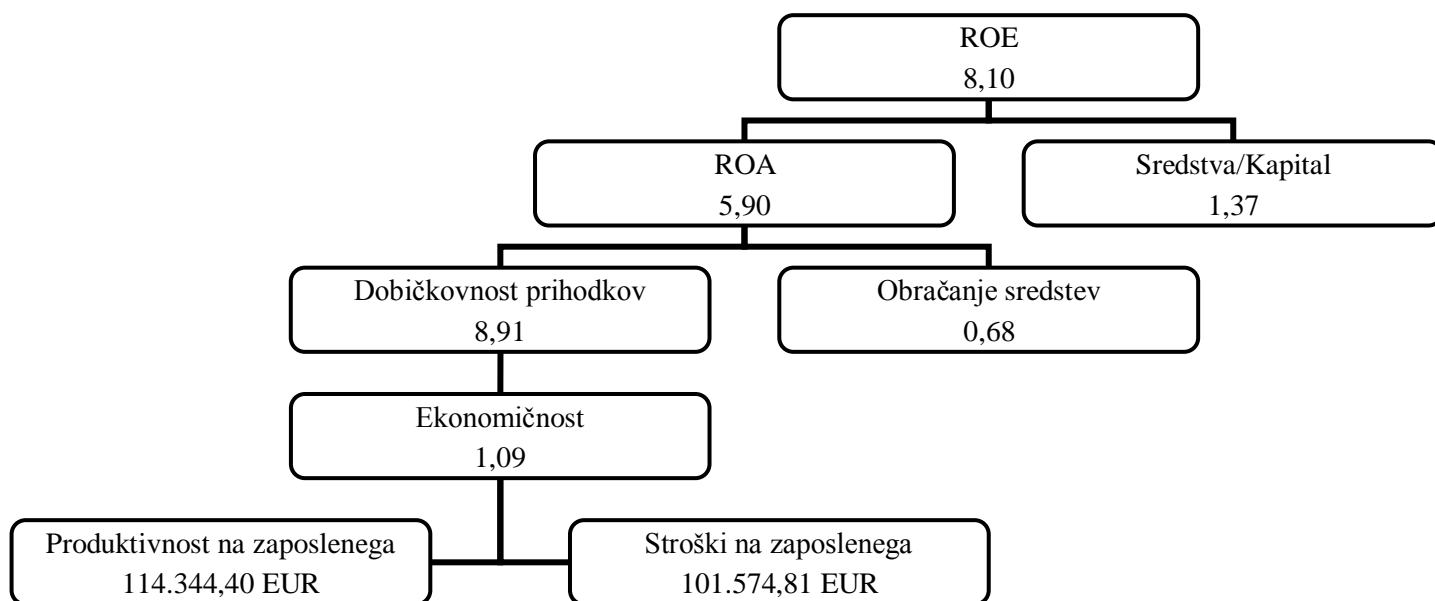 ROE
8,10
ROA
5,90
Sredstva/Kapital
1,37
Dobičkovnost prihodkov
8,91
Obračanje sredstev
0,68
Ekonomičnost
1,09
Produktivnost na zaposlenega
114.344,40 EUR
Stroški na zaposlenega
101.574,81 EUR